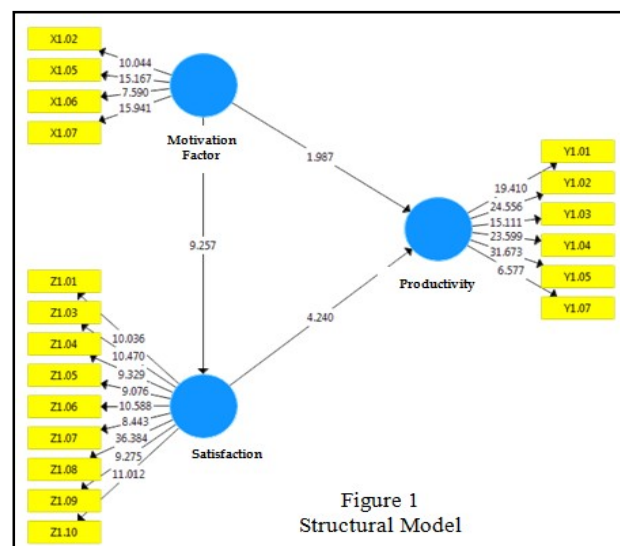 X1.02
X1.05
X1.06
X1.07
10.044
15.167
7.590
15.941
Motivation
Factor
1.987
9.257
Y1.01
Y1.02
Y1.03
Y1.04
Y1.05
Y1.07
19.410
24.556
15.111
23.599
31.673
6.577
Productivity
4.240
Z1.01
Z1.03
Z1.04
Z1.05
Z1.06
Z1.07
Z1.08
Z1.09
Z1.10
10.036
10.470
9.329
9.076
10.588
8.443
36.384
9.275
11.012
Satisfaction
Figure 1
Structural Model